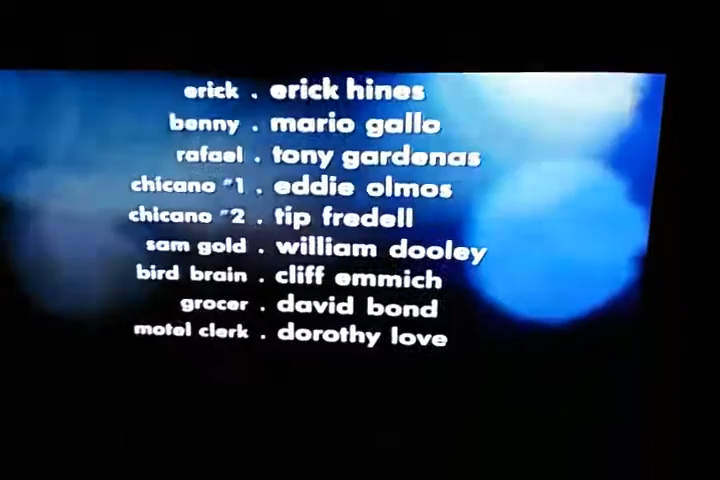 erick . erick hines
benny . mario gallo
rafael . tony gardenas
chicano #1 . eddie olmos
chicano #2 . tip fredell
sam gold . william dooley
bird brain . cliff emmich
grocer . david bond
motel clerk . dorothy love